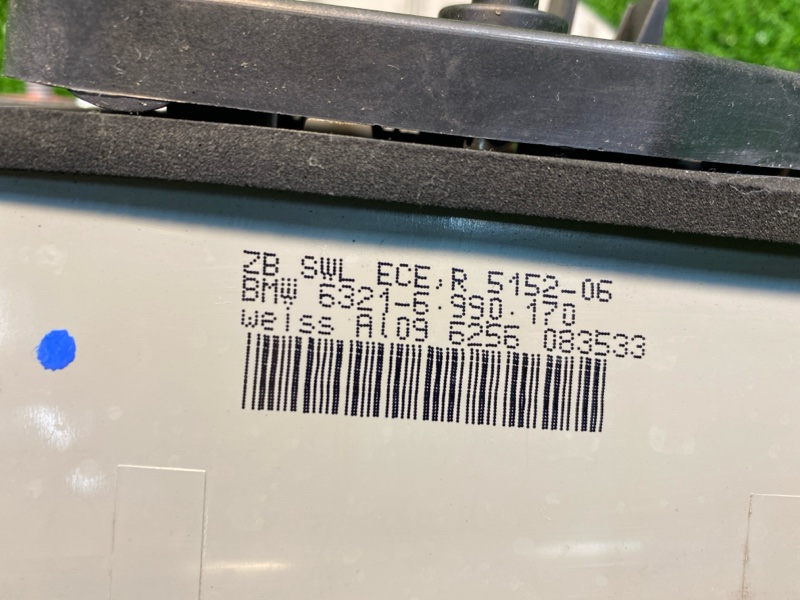 ZB SWL ECE,R 5152-06
BMW 6321-6.990.170
weiss Al09 6256 083533